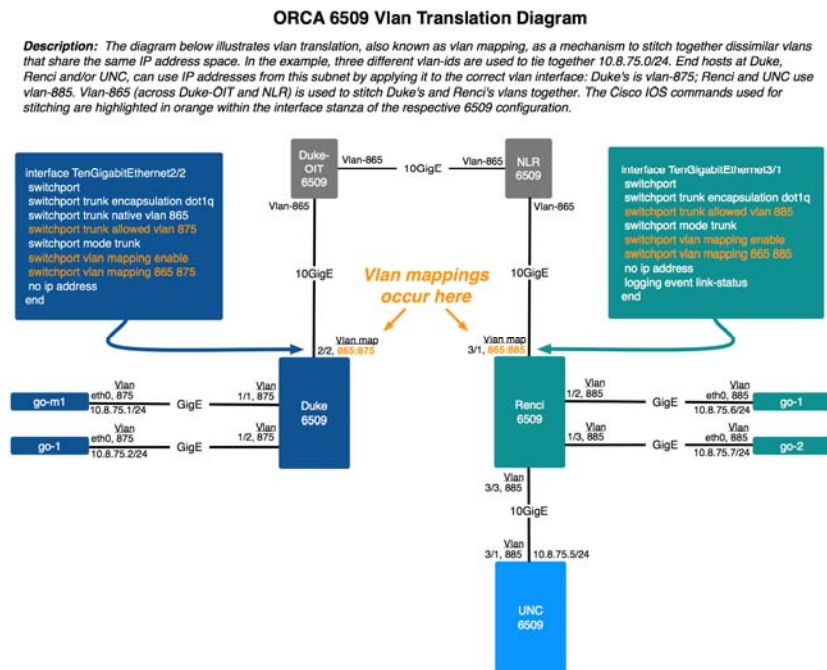 ORCA 6509 Vlan Translation Diagram
Description: The diagram below illustrates vlan translation, also known as vlan mapping, as a mechanism to stitch together dissimilar vlans
that share the same IP address space. In the example, three different vlan-ids are used to tie together 10.8.75.0/24. End hosts at Duke,
Renci and/or UNC, can use IP addresses from this subnet by applying it to the correct vlan interface: Duke's is vlan-875; Renci and UNC use
vlan-885. Vlan-865 (across Duke-OIT and NLR) is used to stitch Duke's and Renci's vlans together. The Cisco IOS commands used for
stitching are highlighted in orange within the interface stanza of the respective 6509 configuration.
interface TenGigabitEthernet2/2
switchport
switchport trunk encapsulation dot1q
switchport trunk native vlan 865
switchport trunk allowed vlan 875
switchport mode trunk
switchport vlan mapping enable
switchport vlan mapping 865 875
no ip address
end
Duke-
OIT
6509
Vlan-865
10GigE
Vlan-865
NLR
6509
interface TenGigabitEthernet3/1
switchport
switchport trunk encapsulation dot1q
switchport trunk allowed vlan 885
switchport mode trunk
switchport vlan mapping enable
switchport vlan mapping 865 885
no ip address
logging event link-status
end
Vlan-865
Vlan-865
10GigE
10GigE
Vlan mappings
occur here
Vlan map
2/2, 865:875
Vlan map
3/1, 865:885
Duke
6509
Renci
6509
go-m1
Vlan
eth0, 875
10.8.75.1/24
GigE
Vlan
1/1, 875
go-1
Vlan
eth0, 875
10.8.75.2/24
GigE
Vlan
1/2, 875
Vlan
1/2, 885
GigE
Vlan
eth0, 885
10.8.75.6/24
go-1
Vlan
1/3, 885
GigE
Vlan
eth0, 885
10.8.75.7/24
go-2
Vlan
3/3, 885
10GigE
Vlan
3/1, 885
10.8.75.5/24
UNC
6509